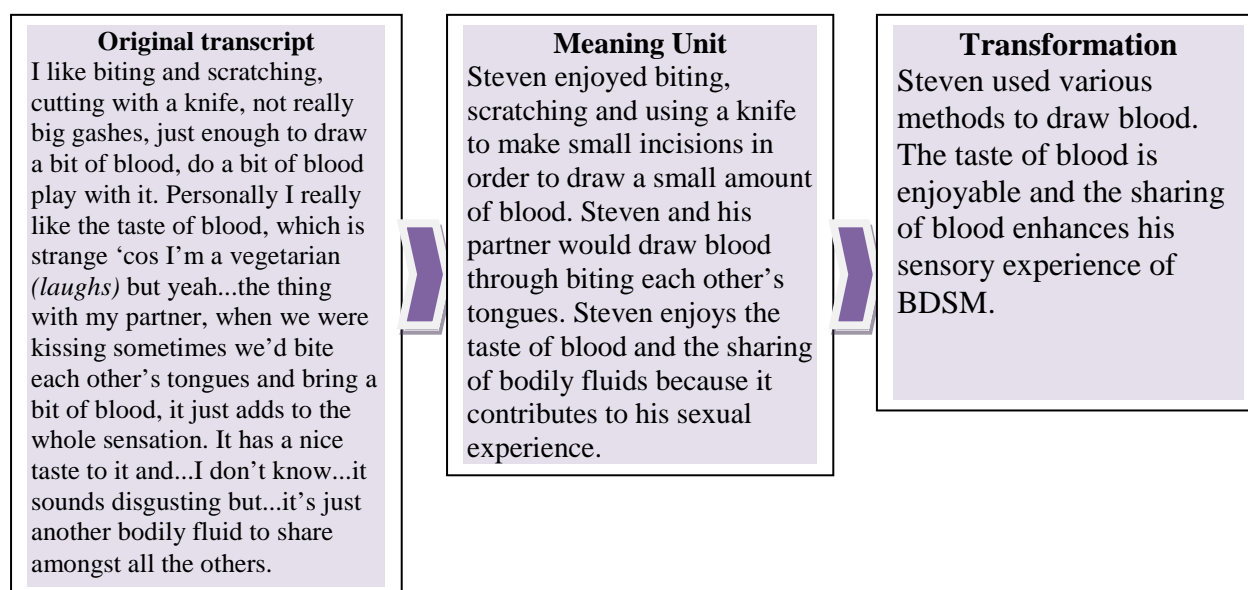 Original transcript
I like biting and scratching,
cutting with a knife, not really
big gashes, just enough to draw
a bit of blood, do a bit of blood
play with it. Personally I really
like the taste of blood, which is
strange ‘cos I’m a vegetarian
(laughs) but yeah...the thing
with my partner, when we were
kissing sometimes we’d bite
each other’s tongues and bring a
bit of blood, it just adds to the
whole sensation. It has a nice
taste to it and...I don’t know...it
sounds disgusting but...it’s just
another bodily fluid to share
amongst all the others.
Meaning Unit
Steven enjoyed biting,
scratching and using a knife
to make small incisions in
order to draw a small amount
of blood. Steven and his
partner would draw blood
through biting each other’s
tongues. Steven enjoys the
taste of blood and the sharing
of bodily fluids because it
contributes to his sexual
experience.
Transformation
Steven used various
methods to draw blood.
The taste of blood is
enjoyable and the sharing
of blood enhances his
sensory experience of
BDSM.